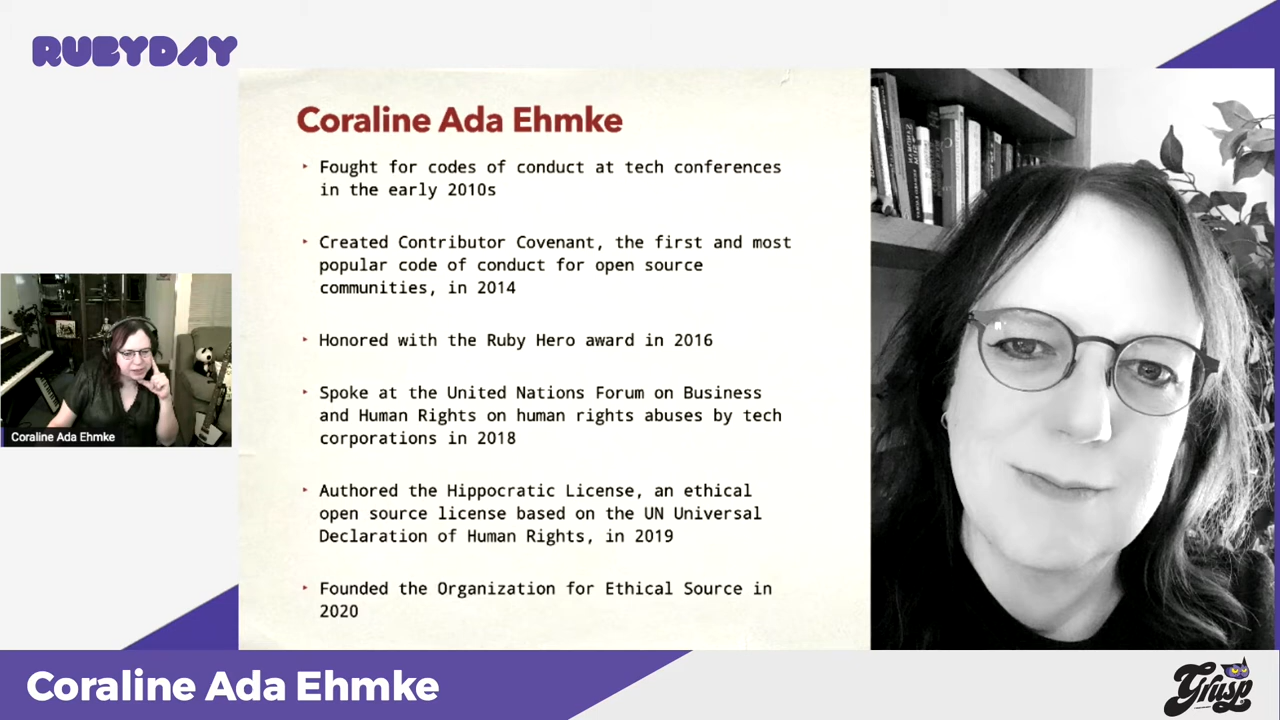 RUBYDAY
Coraline Ada Ehmke
‣ Fought for codes of conduct at tech conferences
in the early 2010s
‣ Created Contributor Covenant, the first and most
popular code of conduct for open source
communities, in 2014
‣ Honored with the Ruby Hero award in 2016
‣ Spoke at the United Nations Forum on Business
and Human Rights on human rights abuses by tech
corporations in 2018
‣ Authored the Hippocratic License, an ethical
open source license based on the UN Universal
Declaration of Human Rights, in 2019
‣ Founded the Organization for Ethical Source in
2020
Coraline Ada Ehmke
Coraline Ada Ehmke
Grusp